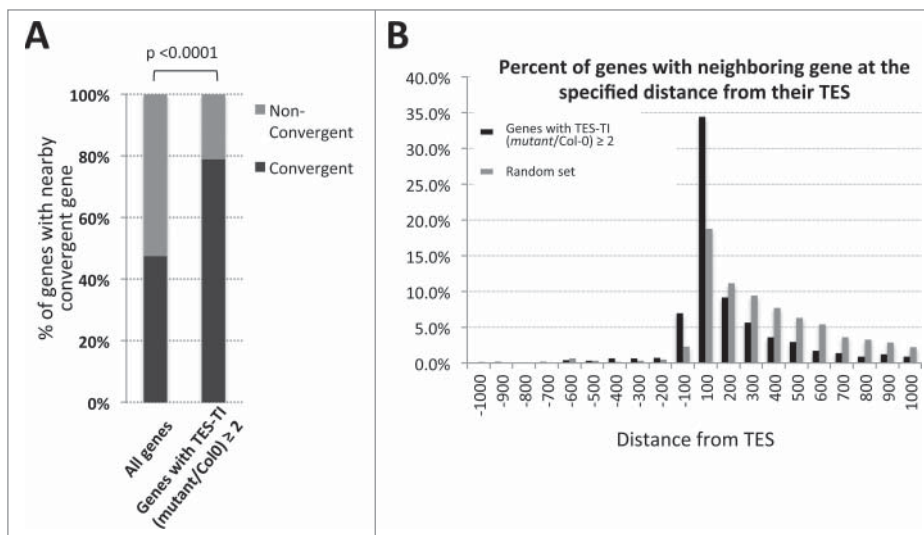 A
p <0.0001
100%
80%
60%
40%
20%
0%
% of genes with nearby
convergent gene
Non-
Convergent
Convergent
All genes
Genes with TES-TI
(mutant/Col0) ≥ 2
B
Percent of genes with neighboring gene at the
specified distance from their TES
40.0%
35.0%
30.0%
25.0%
20.0%
15.0%
10.0%
5.0%
0.0%
Genes with TES-TI
(mutant/Col-0) ≥ 2
Random set
-1000
-900
-800
-700
-600
-500
-400
-300
-200
-100
100
200
300
400
500
600
700
800
900
1000
Distance from TES